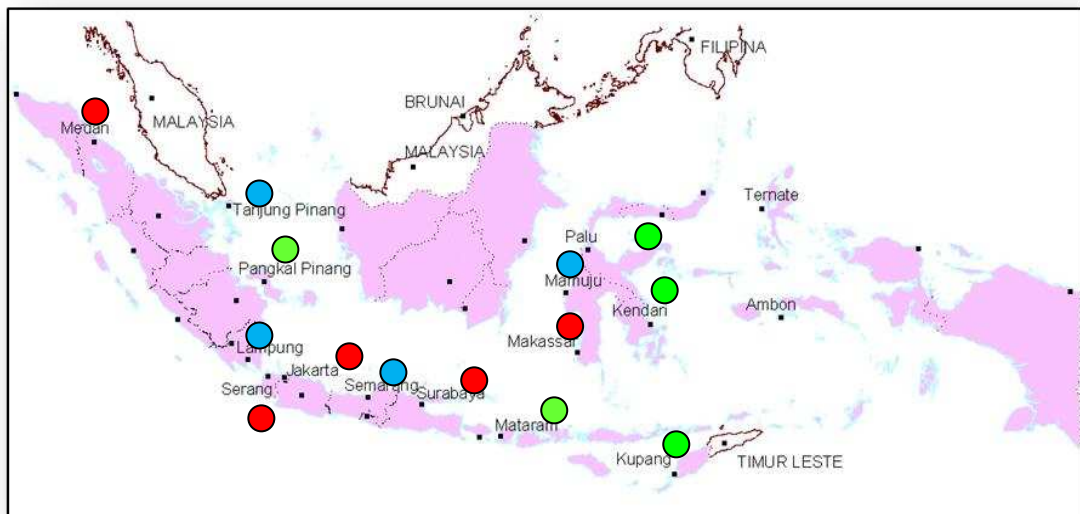 FILIPINA
BRUNAI
MALAYSIA
Medan
MALAYSIA
Tanjung Pinang
Ternate
Palu
Pangkal Pinang
Mamuju
Ambon
Kendari
Makassar
Lampung
Jakarta
Semarang
Serang
Surabaya
Mataram
Kupang
TIMUR LESTE